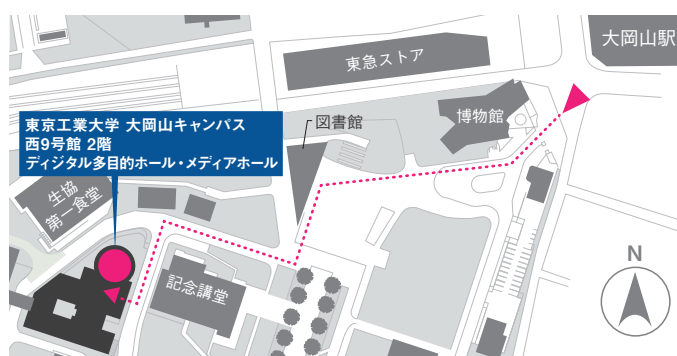 大岡山駅
東急ストア
博物館
図書館
東京工業大学 大岡山キャンパス
西9号館 2階
ディジタル多目的ホール・メディアホール
生協
第一食堂
記念講堂
N